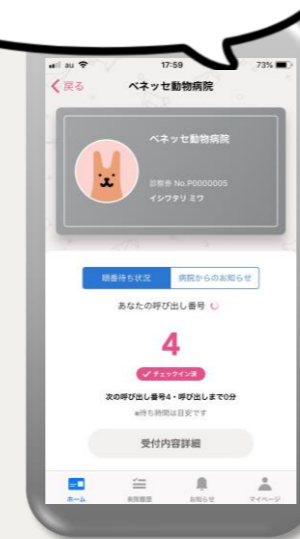 au 17:59 73%
戻る ベネッセ動物病院
ベネッセ動物病院
診察券 No.P0000005
イシワタリ ミワ
順番待ち状況 病院からのお知らせ
あなたの呼び出し番号
4
チェックイン済
次の呼び出し番号4・呼び出しまで0分
※待ち時間は目安です
受付内容詳細
ホーム 来院履歴 お知らせ マイページ